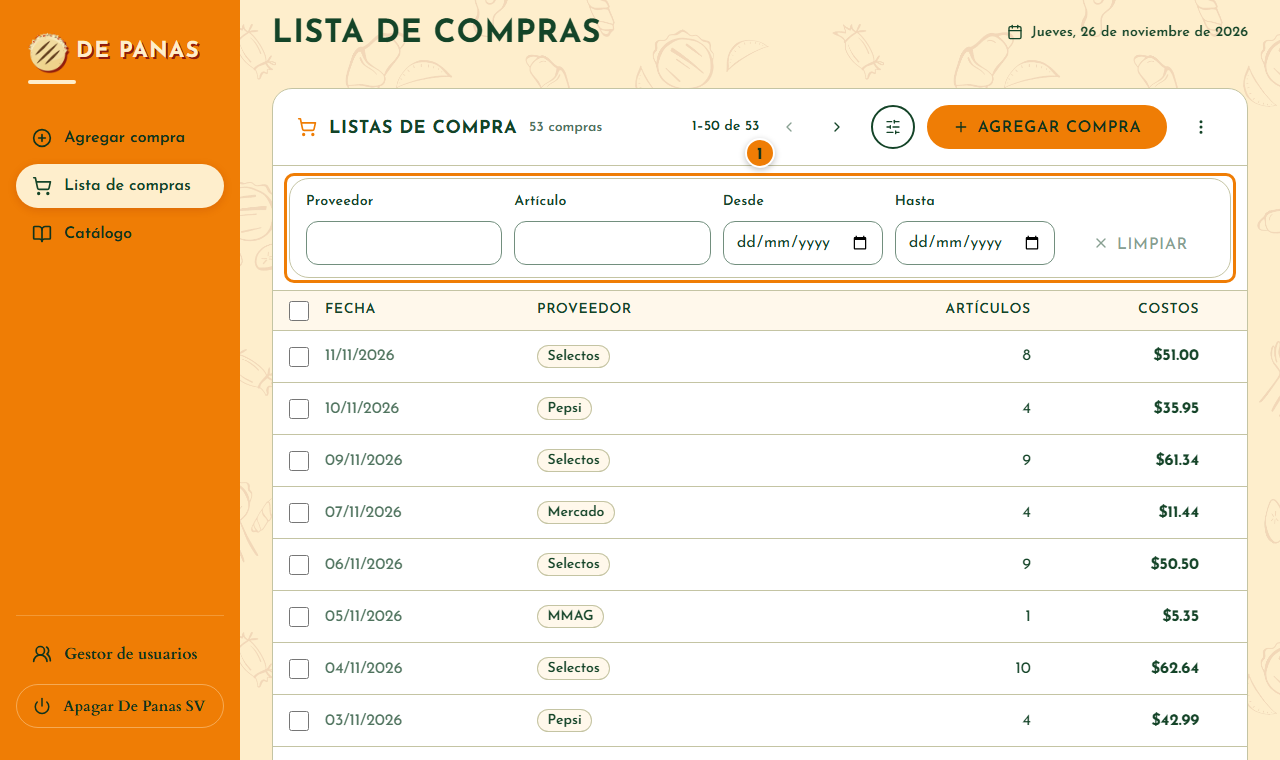 DE PANAS
Agregar compra
Lista de compras
Catálogo
Gestor de usuarios
Apagar De Panas SV
LISTA DE COMPRAS
Jueves, 26 de noviembre de 2026
LISTAS DE COMPRA 53 compras 1-50 de 53 AGREGAR COMPRA
1
Proveedor Artículo Desde Hasta
dd/mm/yyyy dd/mm/yyyy LIMPIAR
FECHA PROVEEDOR ARTÍCULOS COSTOS
11/11/2026 Selectos 8 $51.00
10/11/2026 Pepsi 4 $35.95
09/11/2026 Selectos 9 $61.34
07/11/2026 Mercado 4 $11.44
06/11/2026 Selectos 9 $50.50
05/11/2026 MMAG 1 $5.35
04/11/2026 Selectos 10 $62.64
03/11/2026 Pepsi 4 $42.99